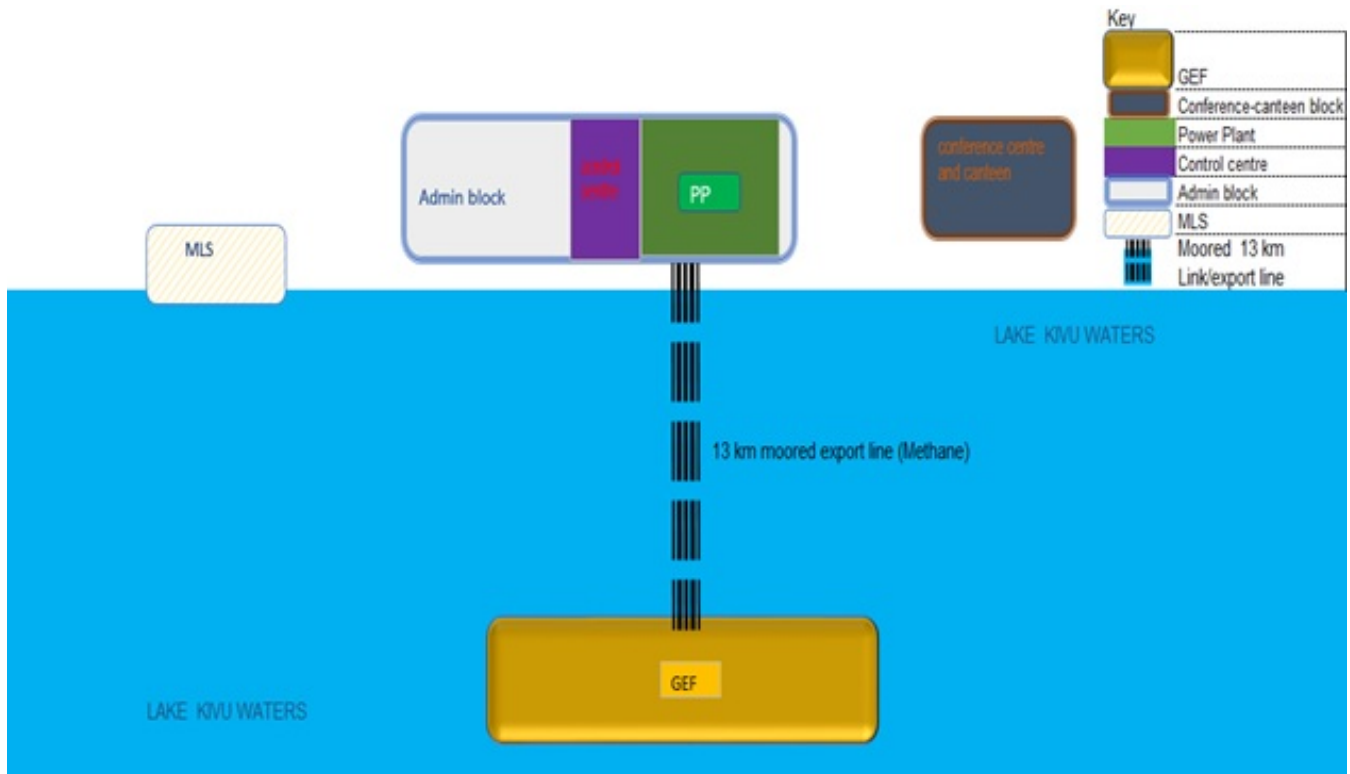 Key
GEF
Conference-canteen block
Power Plant
Control centre
Admin block
MLS
Moored 13 km
Link/export line
conference centre
and canteen
Admin block
PP
MLS
LAKE KIVU WATERS
13 km moored export line (Methane)
GEF
LAKE KIVU WATERS